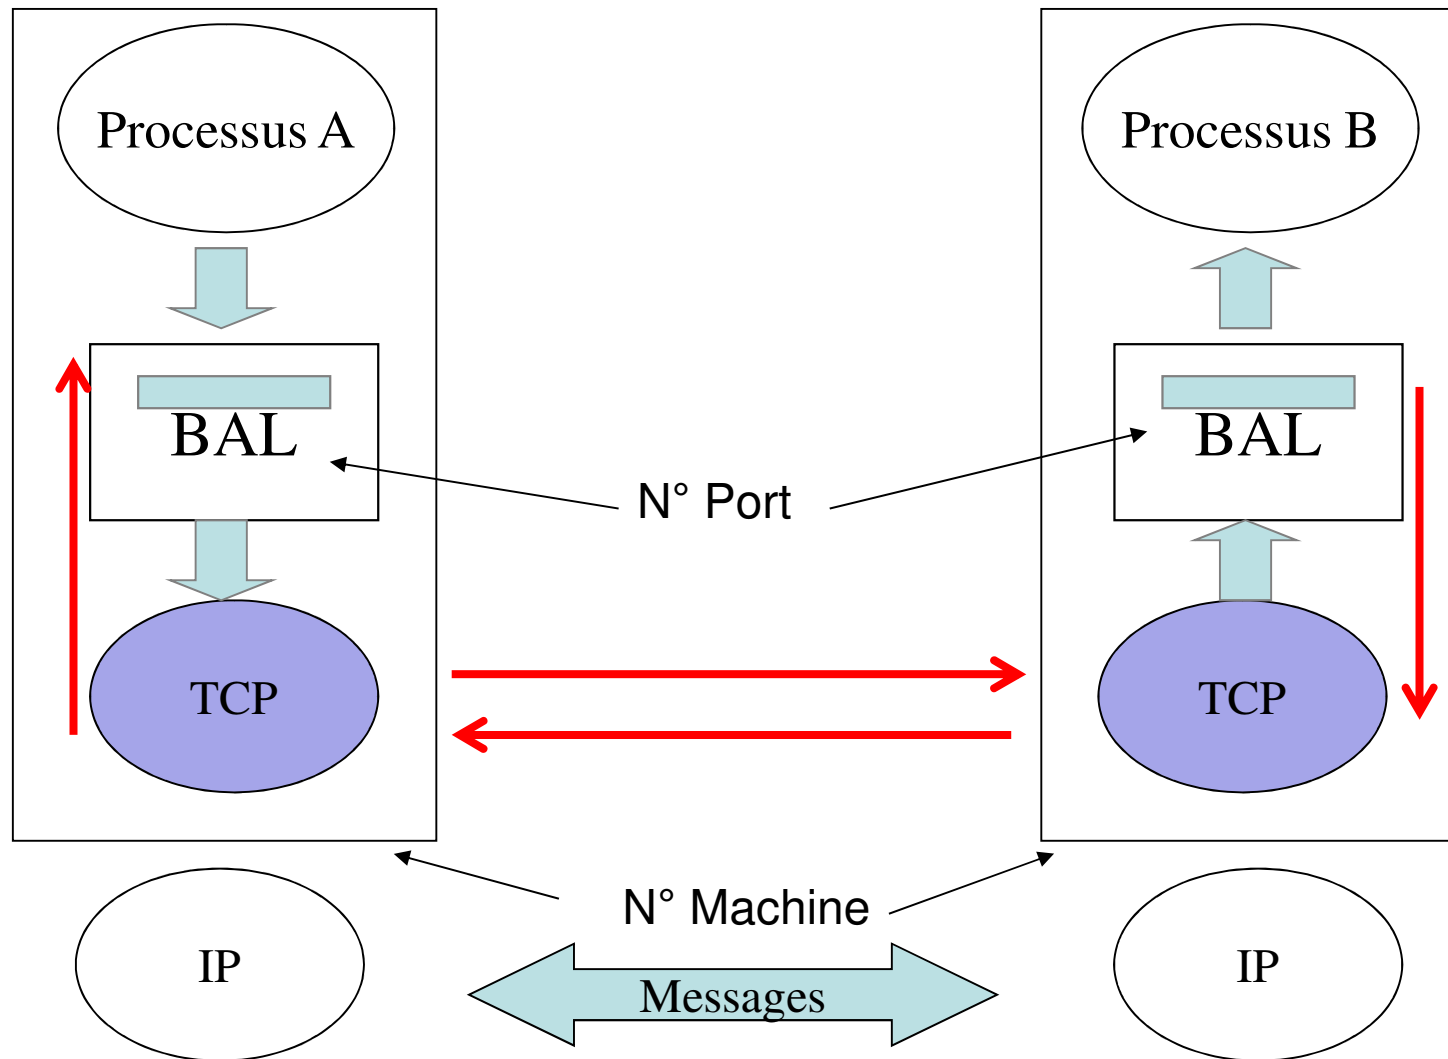 Processus A
Processus B
BAL
BAL
N° Port
TCP
TCP
N° Machine
IP
IP
Messages